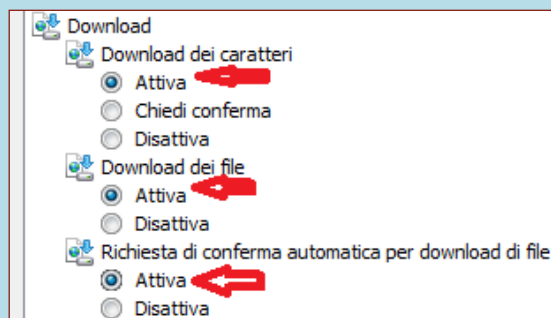 Download
Download dei caratteri
Attiva
Chiedi conferma
Disattiva
Download dei file
Attiva
Disattiva
Richiesta di conferma automatica per download di file
Attiva
Disattiva